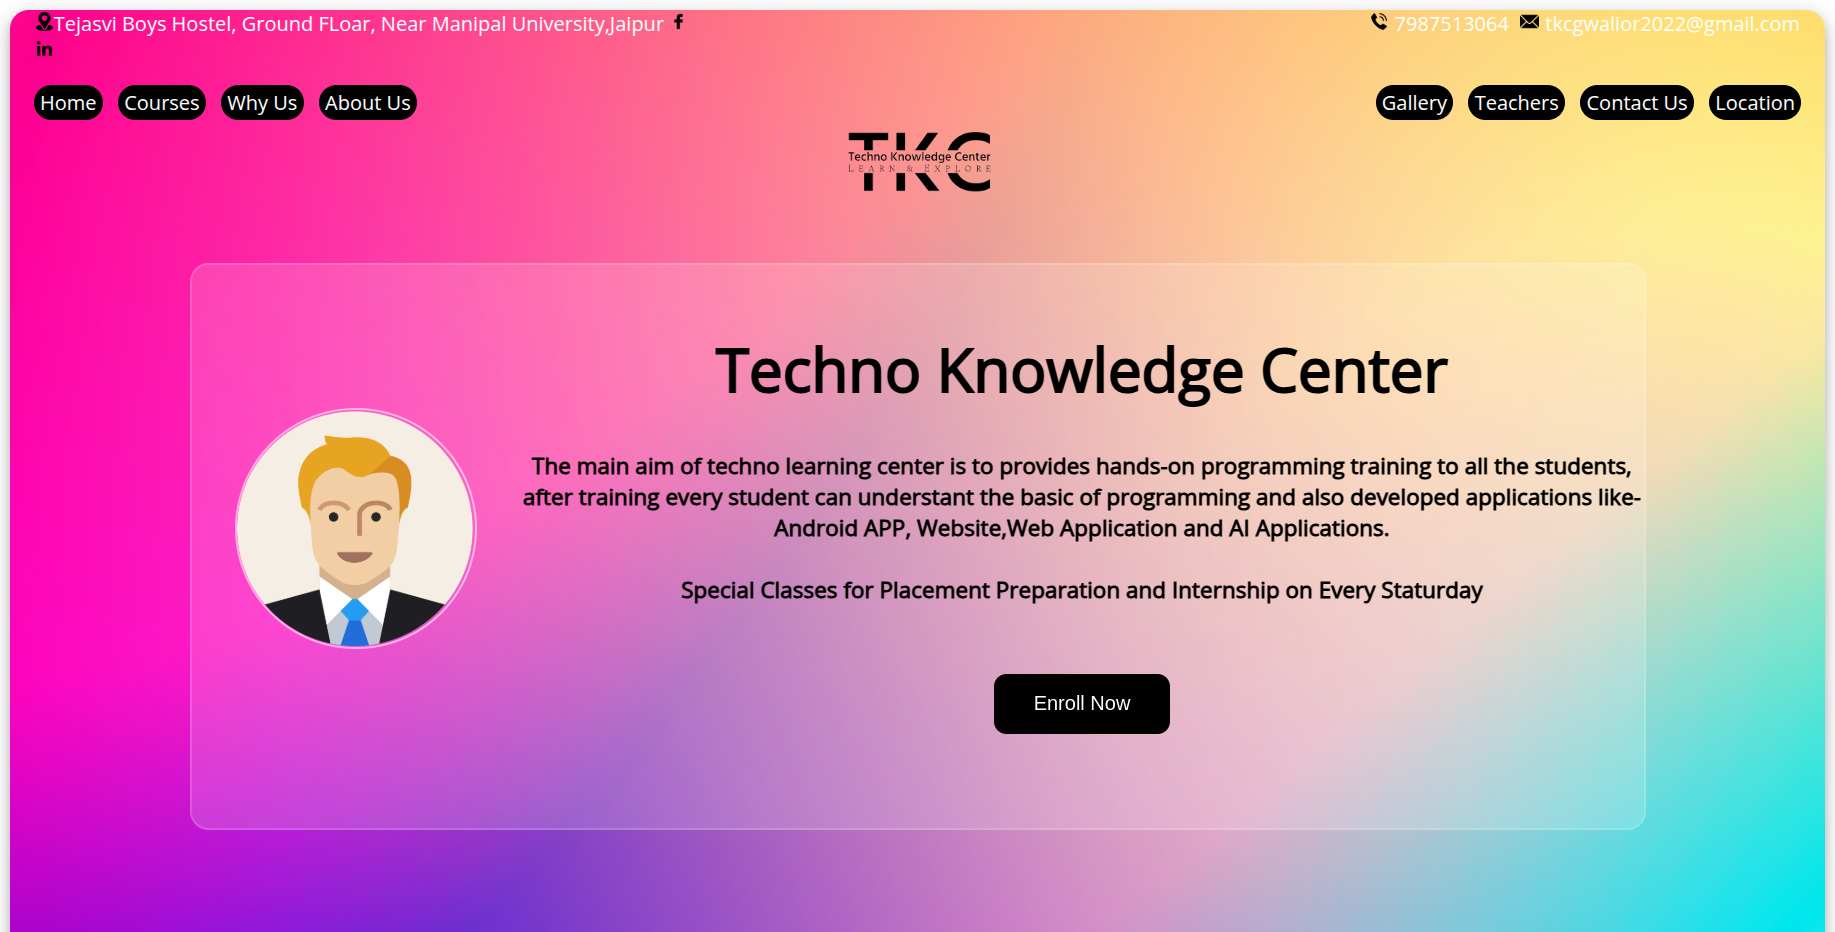 Tejasvi Boys Hostel, Ground FLoar, Near Manipal University,Jaipur
7987513064 tkcgwalior2022@gmail.com
Home Courses Why Us About Us
Gallery Teachers Contact Us Location
TKC
Techno Knowledge Center
LEARN & EXPLORE
Techno Knowledge Center
The main aim of techno learning center is to provides hands-on programming training to all the students,
after training every student can understant the basic of programming and also developed applications like-
Android APP, Website,Web Application and AI Applications.
Special Classes for Placement Preparation and Internship on Every Staturday
Enroll Now